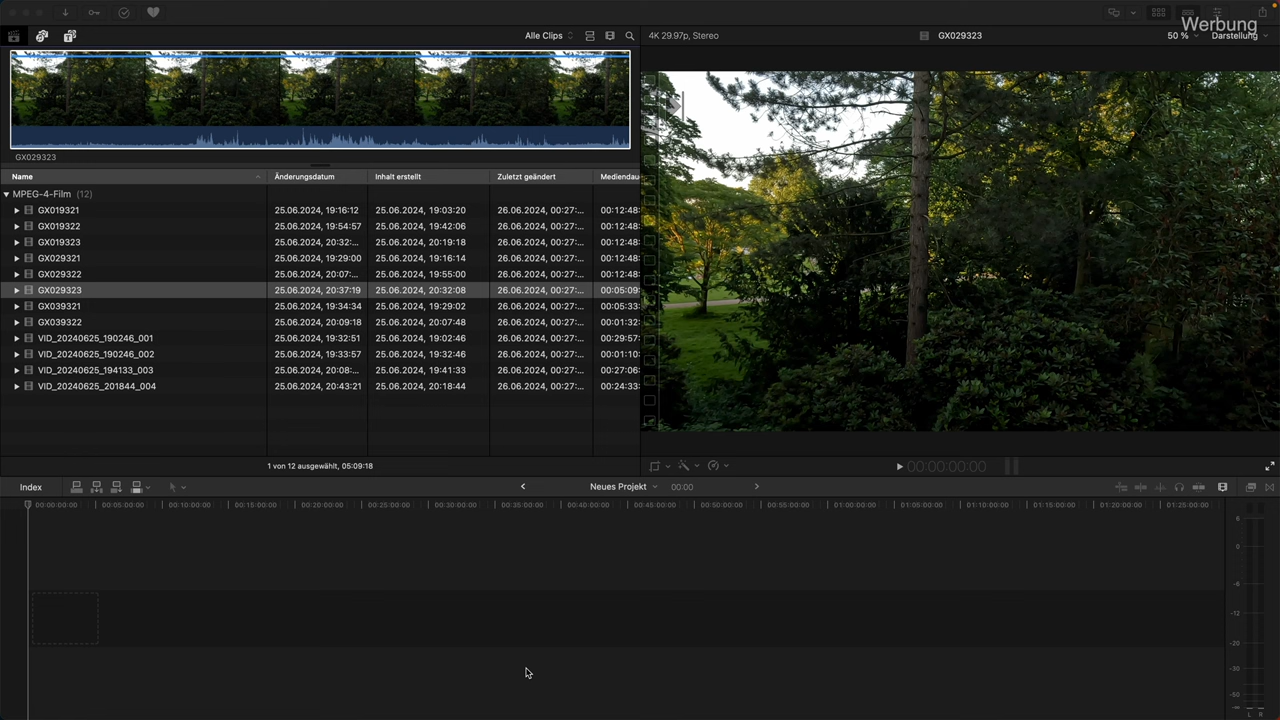 Werbung
Alle Clips
4K 29.97p, Stereo
GX029323
50 %
Darstellung
GX029323
Name
Änderungsdatum
Inhalt erstellt
Zuletzt geändert
Mediendau
MPEG-4-Film (12)
GX019321 25.06.2024, 19:16:12 25.06.2024, 19:03:20 26.06.2024, 00:27:... 00:12:48:
GX019322 25.06.2024, 19:54:57 25.06.2024, 19:42:06 26.06.2024, 00:27:... 00:12:48:
GX019323 25.06.2024, 20:32:... 25.06.2024, 20:19:18 26.06.2024, 00:27:... 00:12:48:
GX029321 25.06.2024, 19:29:00 25.06.2024, 19:16:14 26.06.2024, 00:27:... 00:12:48:
GX029322 25.06.2024, 20:07:... 25.06.2024, 19:55:00 26.06.2024, 00:27:... 00:12:48:
GX029323 25.06.2024, 20:37:19 25.06.2024, 20:32:08 26.06.2024, 00:27:... 00:05:09:
GX039321 25.06.2024, 19:34:34 25.06.2024, 19:29:02 26.06.2024, 00:27:... 00:05:33:
GX039322 25.06.2024, 20:09:18 25.06.2024, 20:07:48 26.06.2024, 00:27:... 00:01:32:
VID_20240625_190246_001 25.06.2024, 19:32:51 25.06.2024, 19:02:46 26.06.2024, 00:27:... 00:29:57:
VID_20240625_190246_002 25.06.2024, 19:33:57 25.06.2024, 19:32:46 26.06.2024, 00:27:... 00:01:10:
VID_20240625_194133_003 25.06.2024, 20:08:... 25.06.2024, 19:41:33 26.06.2024, 00:27:... 00:27:06:
VID_20240625_201844_004 25.06.2024, 20:43:21 25.06.2024, 20:18:44 26.06.2024, 00:27:... 00:24:33:
1 von 12 ausgewählt, 05:09:18
00:00:00:00
Index
Neues Projekt
00:00
00:00:00:00 00:05:00:00 00:10:00:00 00:15:00:00 00:20:00:00 00:25:00:00 00:30:00:00 00:35:00:00 00:40:00:00 00:45:00:00 00:50:00:00 00:55:00:00 01:00:00:00 01:05:00:00 01:10:00:00 01:15:00:00 01:20:00:00 01:25:00:00
6
0
-6
-12
-20
-30
-50
-∞
L R